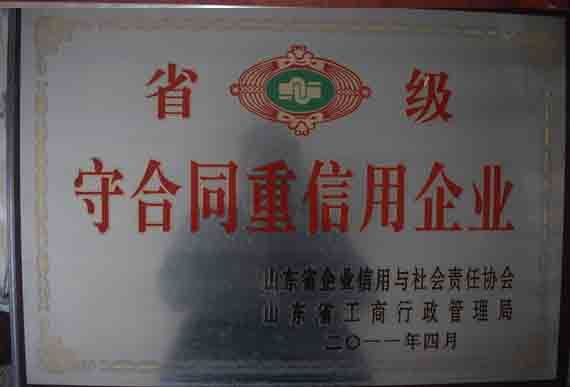 省 级
守合同重信用企业
山东省企业信用与社会责任协会
山东省工商行政管理局
二〇一一年四月